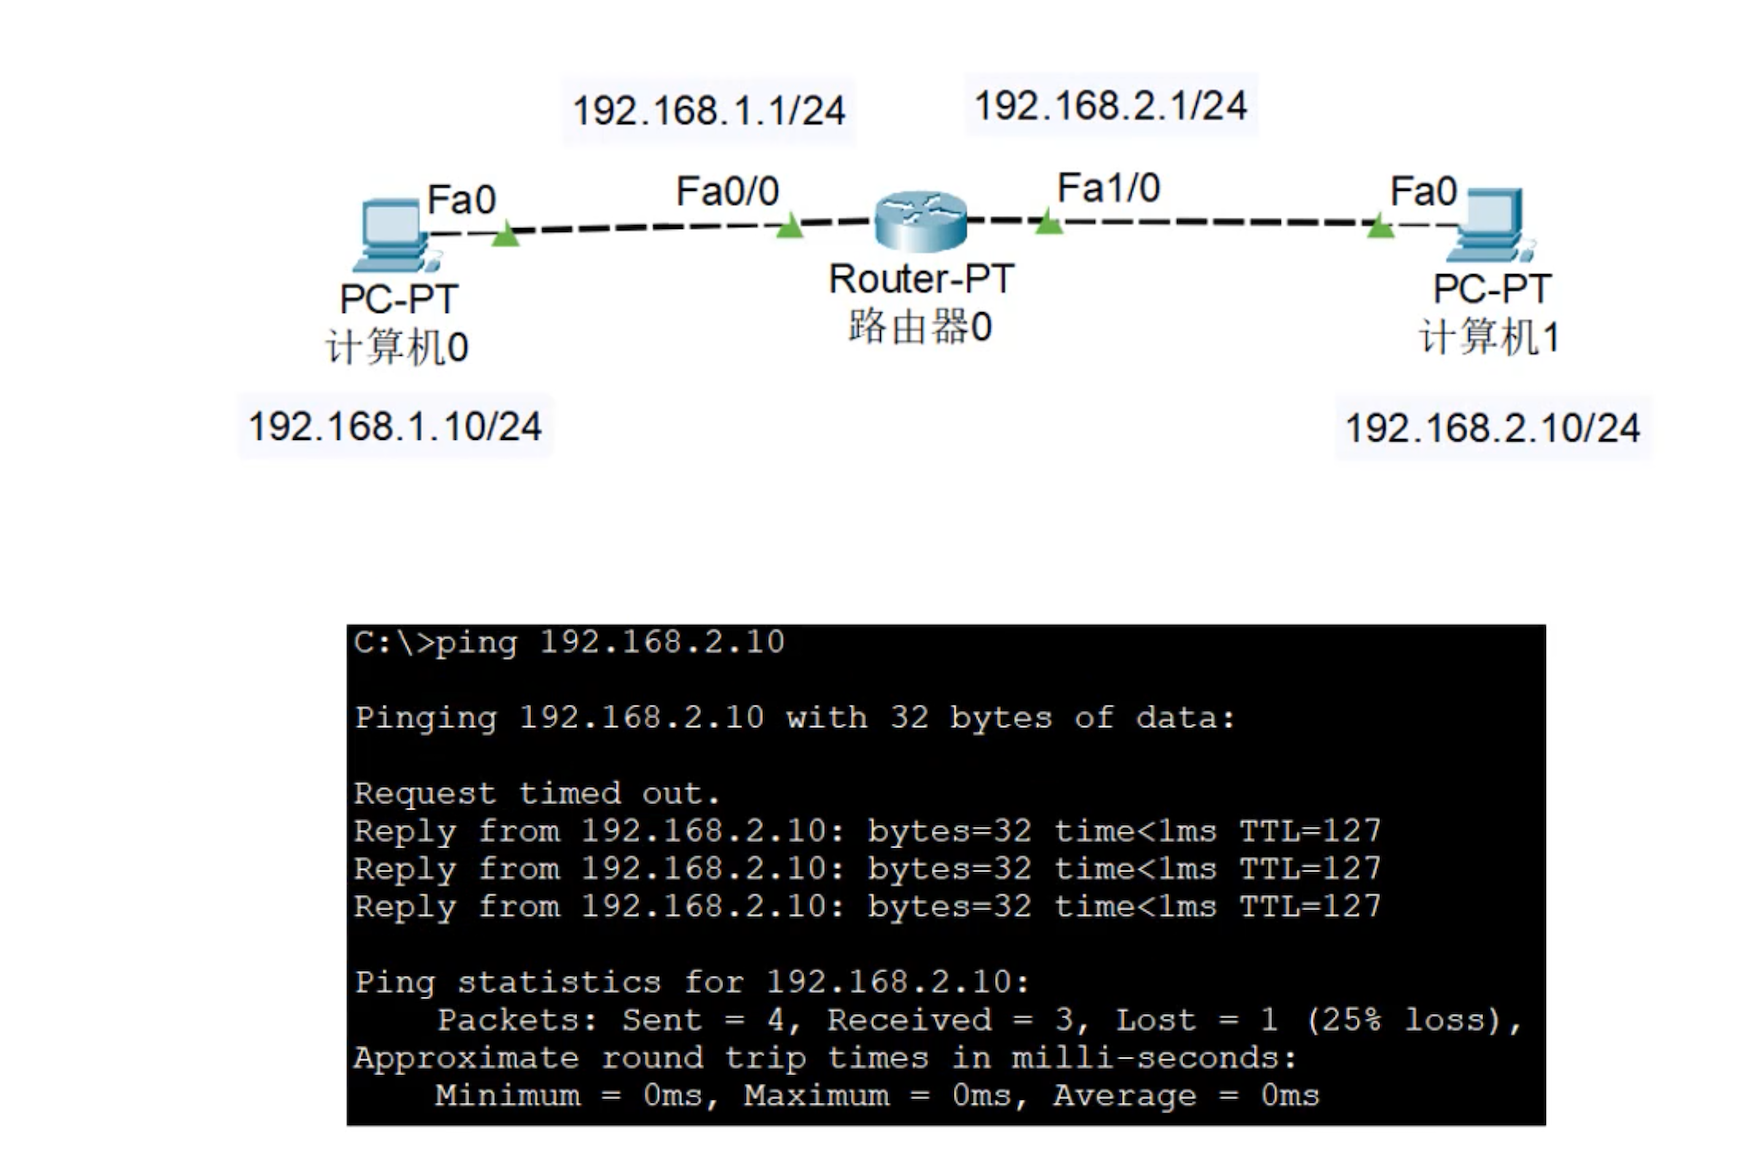 192.168.1.1/24
192.168.2.1/24
Fa0
Fa0/0
Fa1/0
Fa0
PC-PT
计算机0
Router-PT
路由器0
PC-PT
计算机1
192.168.1.10/24
192.168.2.10/24
C:\>ping 192.168.2.10
Pinging 192.168.2.10 with 32 bytes of data:
Request timed out.
Reply from 192.168.2.10: bytes=32 time<1ms TTL=127
Reply from 192.168.2.10: bytes=32 time<1ms TTL=127
Reply from 192.168.2.10: bytes=32 time<1ms TTL=127
Ping statistics for 192.168.2.10:
Packets: Sent = 4, Received = 3, Lost = 1 (25% loss),
Approximate round trip times in milli-seconds:
Minimum = 0ms, Maximum = 0ms, Average = 0ms